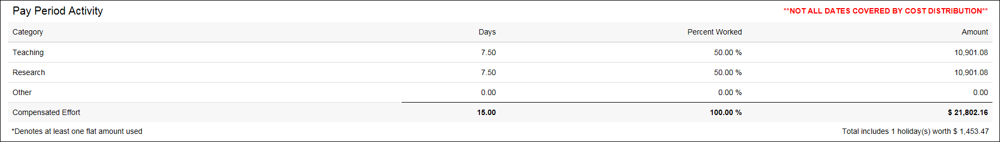 Pay Period Activity **NOT ALL DATES COVERED BY COST DISTRIBUTION**
Category Days Percent Worked Amount
Teaching 7.50 50.00 % 10,901.08
Research 7.50 50.00 % 10,901.08
Other 0.00 0.00 % 0.00
Compensated Effort 15.00 100.00 % $ 21,802.16
*Denotes at least one flat amount used Total includes 1 holiday(s) worth $ 1,453.47